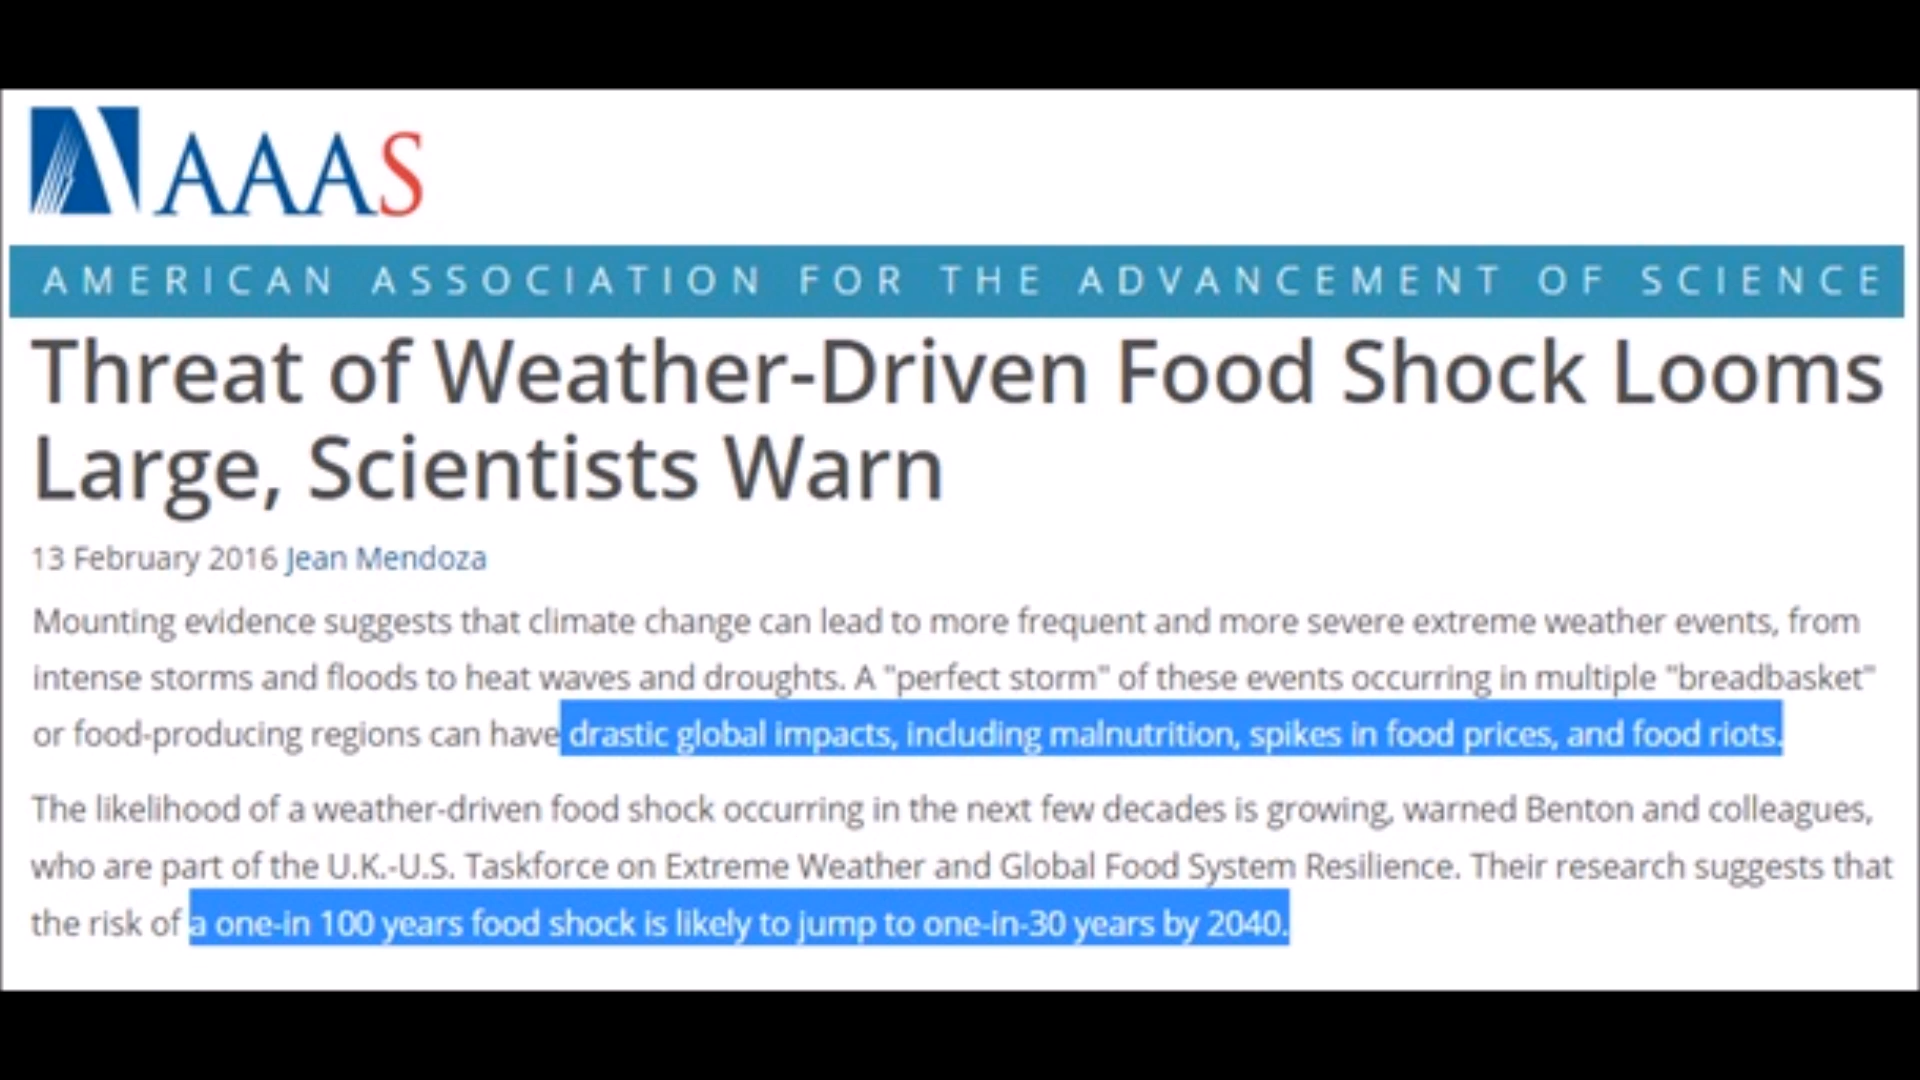 AAAS
AMERICAN ASSOCIATION FOR THE ADVANCEMENT OF SCIENCE
Threat of Weather-Driven Food Shock Looms
Large, Scientists Warn
13 February 2016 Jean Mendoza
Mounting evidence suggests that climate change can lead to more frequent and more severe extreme weather events, from
intense storms and floods to heat waves and droughts. A "perfect storm" of these events occurring in multiple "breadbasket"
or food-producing regions can have drastic global impacts, including malnutrition, spikes in food prices, and food riots.
The likelihood of a weather-driven food shock occurring in the next few decades is growing, warned Benton and colleagues,
who are part of the U.K.-U.S. Taskforce on Extreme Weather and Global Food System Resilience. Their research suggests that
the risk of a one-in 100 years food shock is likely to jump to one-in-30 years by 2040.